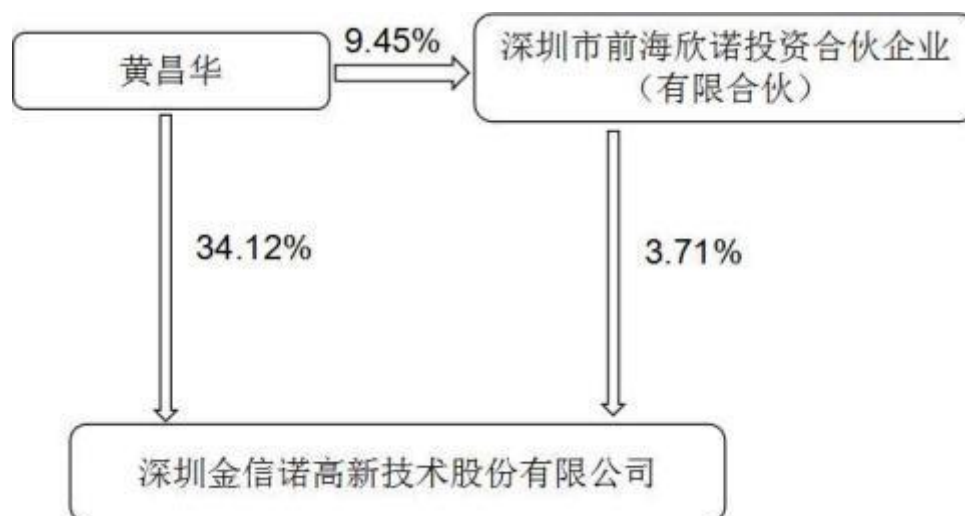 黄昌华
9.45%
深圳市前海欣诺投资合伙企业
（有限合伙）
34.12%
3.71%
深圳金信诺高新技术股份有限公司